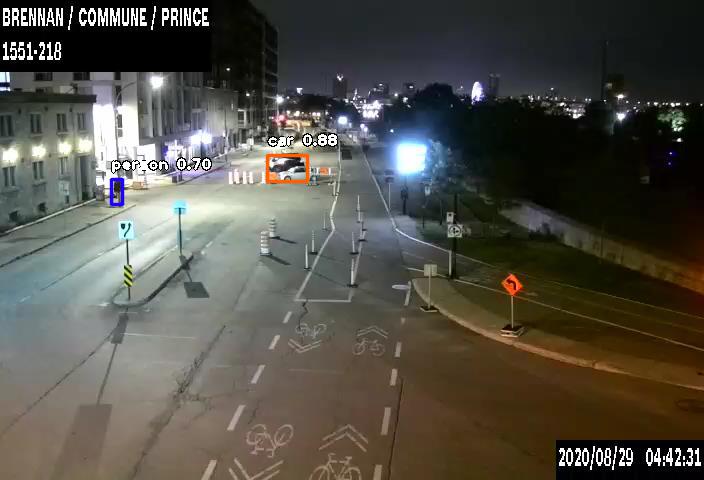 BRENNAN / COMMUNE / PRINCE
1551-218
car 0.88
person 0.70
2020/08/29 04:42:31